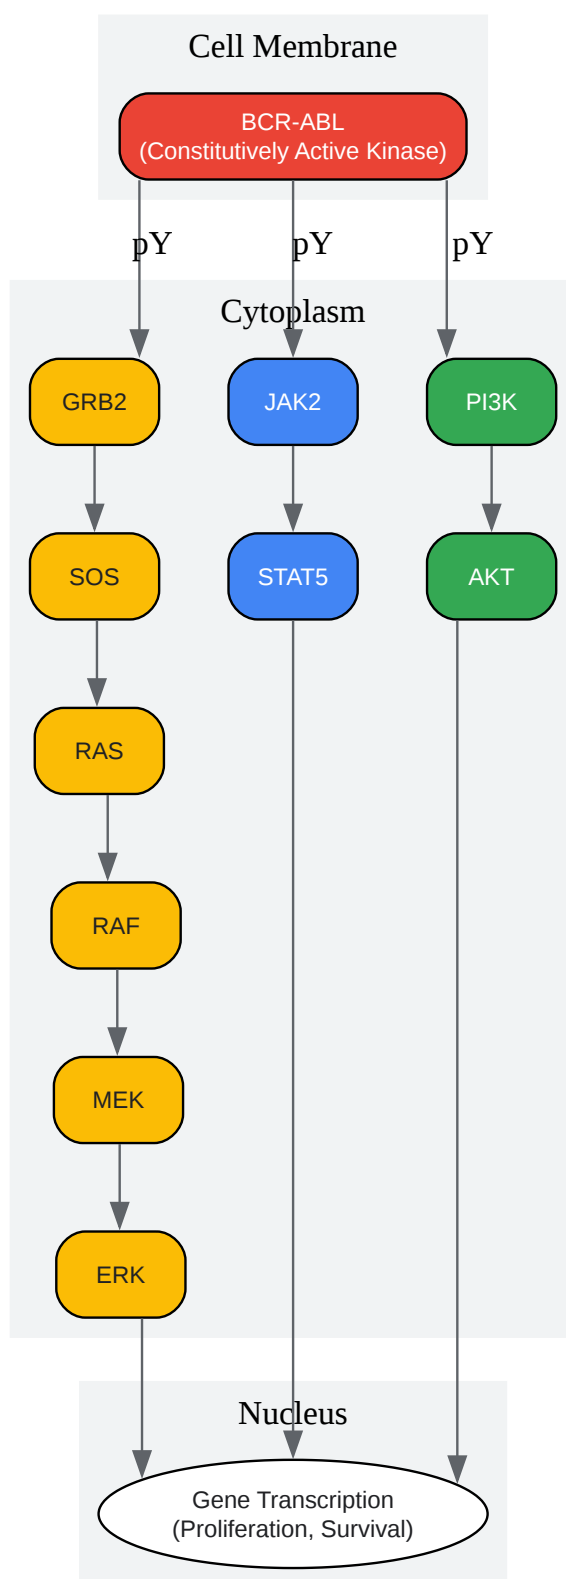 Cell Membrane
BCR-ABL
(Constitutively Active Kinase)
pY pY pY
Cytoplasm
GRB2 JAK2 PI3K
SOS STAT5 AKT
RAS
RAF
MEK
ERK
Nucleus
Gene Transcription
(Proliferation, Survival)